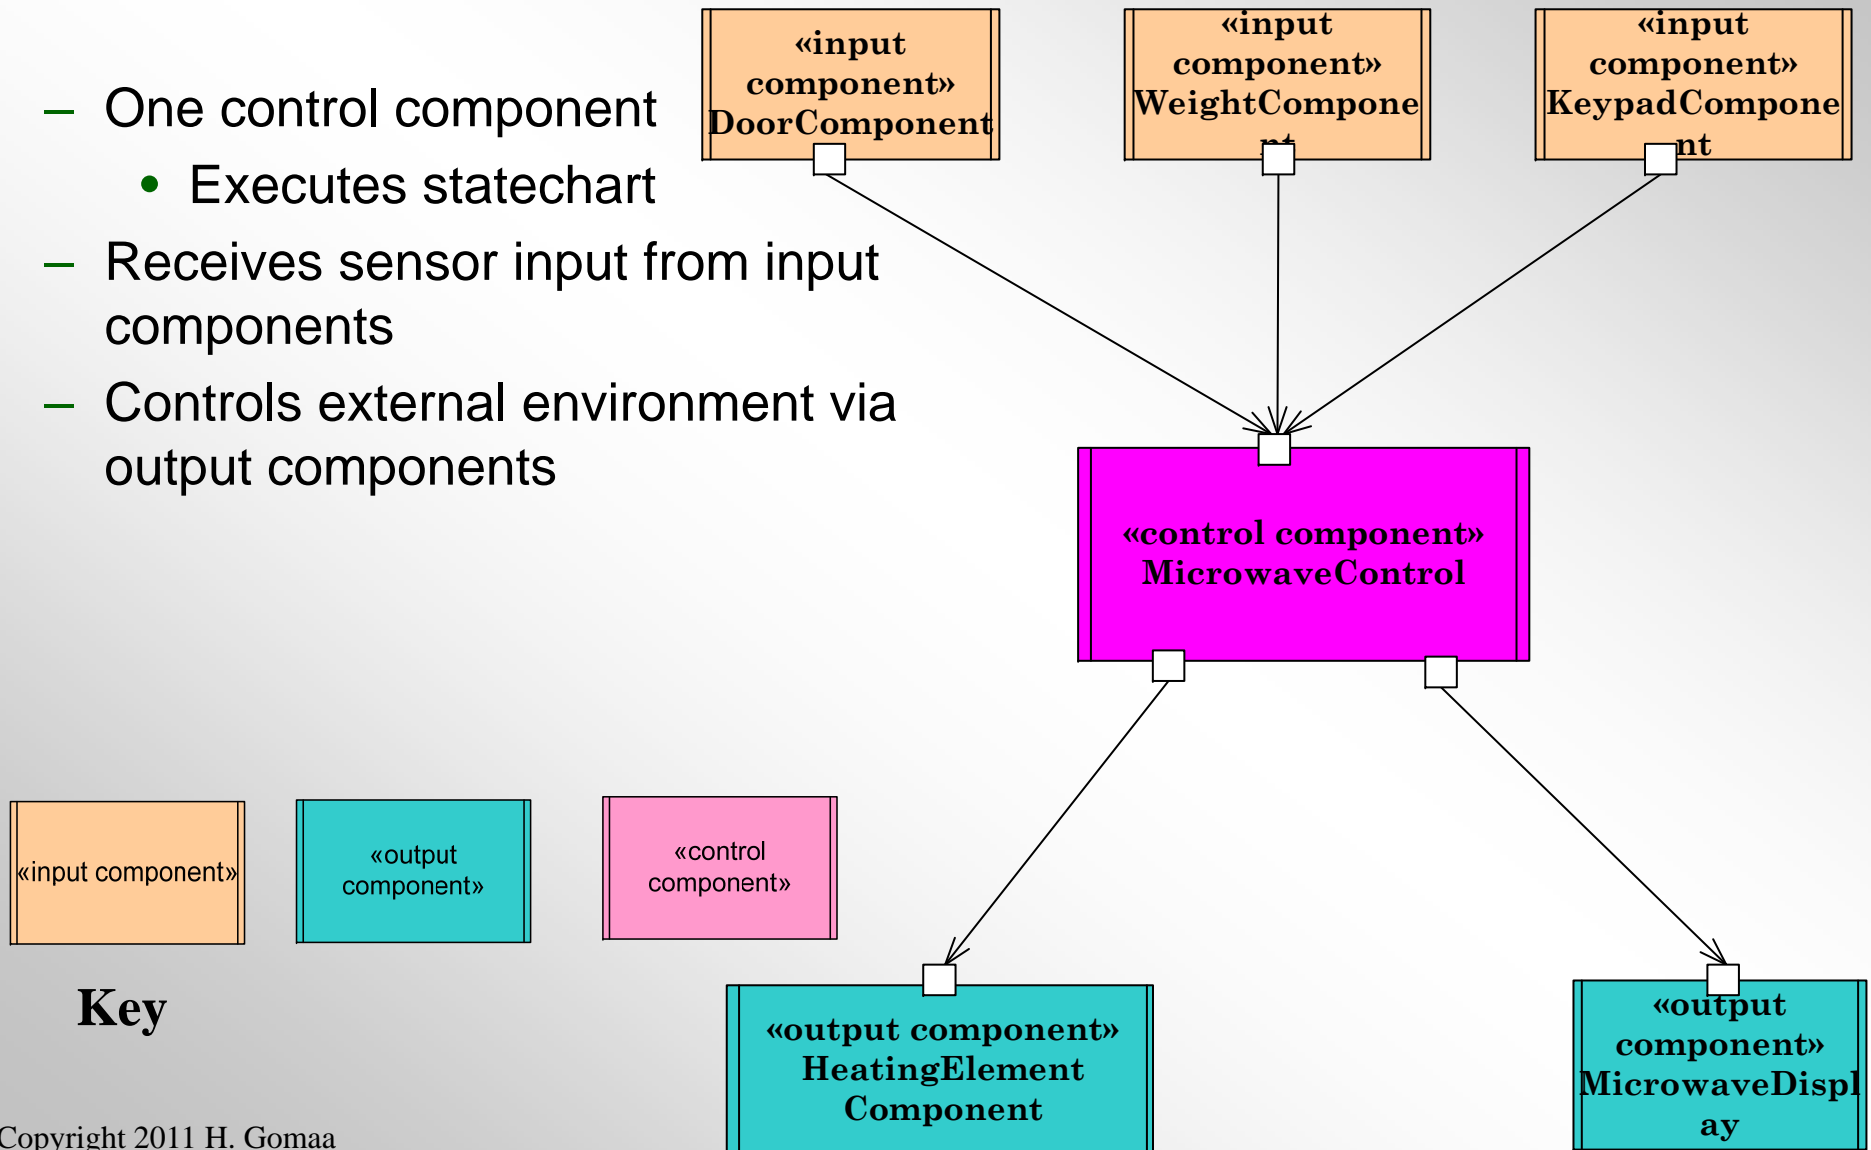 – One control component
• Executes statechart
– Receives sensor input from input
components
– Controls external environment via
output components
«input
component»
DoorComponent
«input
component»
WeightCompone
nt
«input
component»
KeypadCompone
nt
«control component»
MicrowaveControl
«input component»
«output
component»
«control
component»
Key
«output component»
HeatingElement
Component
«output
component»
MicrowaveDispl
ay
Copyright 2011 H. Gomaa